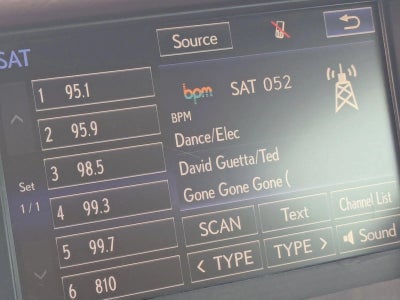 SAT
Source
1 95.1
2 95.9
3 98.5
4 99.3
5 99.7
6 810
Set
1/1
bpm SAT 052
BPM
Dance/Elec
David Guetta/Ted
Gone Gone Gone (
SCAN
Text
Channel List
< TYPE
TYPE >
Sound